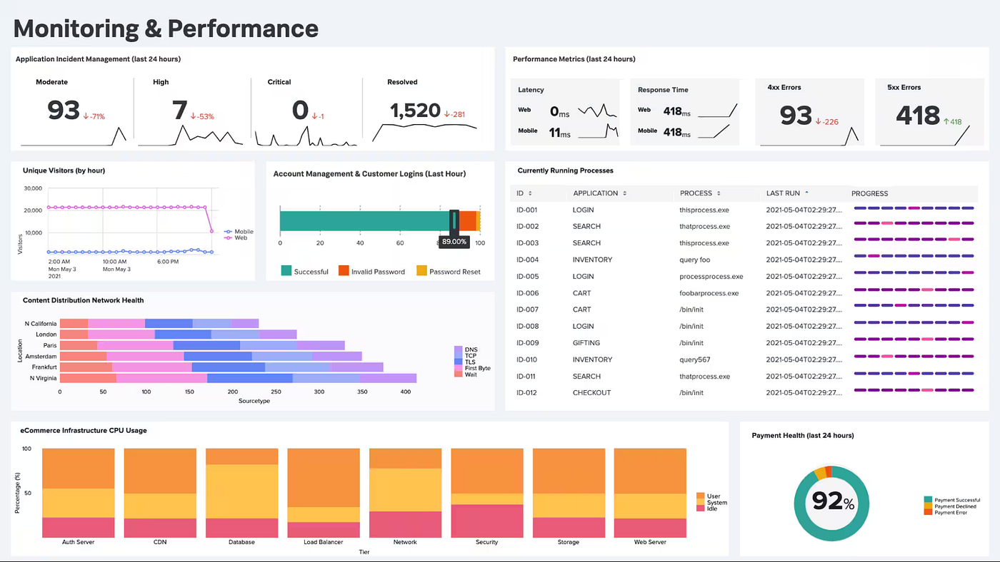 Monitoring & Performance
Application Incident Management (last 24 hours)
Moderate
93 ↓-71%
High
7 ↓-53%
Critical
0 ↓-1
Resolved
1,520 ↓-281
Performance Metrics (last 24 hours)
Latency
Web 0ms
Mobile 11ms
Response Time
Web 418ms
Mobile 418ms
4xx Errors
93 ↓-226
5xx Errors
418 ↑418
Unique Visitors (by hour)
30,000
20,000
10,000
Visitors
2:00 AM 10:00 AM 6:00 PM
Mon May 3 Mon May 3
2021
Mobile
Web
Account Management & Customer Logins (Last Hour)
0 20 40 60 100
89.00%
Successful Invalid Password Password Reset
Currently Running Processes
ID APPLICATION PROCESS LAST RUN PROGRESS
ID-001 LOGIN thisprocess.exe 2021-05-04T02:29:27....
ID-002 SEARCH thatprocess.exe 2021-05-04T02:29:27....
ID-003 SEARCH thisprocess.exe 2021-05-04T02:29:27....
ID-004 INVENTORY query foo 2021-05-04T02:29:27....
ID-005 LOGIN processprocess.exe 2021-05-04T02:29:27....
ID-006 CART foobarprocess.exe 2021-05-04T02:29:27....
ID-007 CART /bin/init 2021-05-04T02:29:27....
ID-008 LOGIN /bin/init 2021-05-04T02:29:27....
ID-009 GIFTING /bin/init 2021-05-04T02:29:27....
ID-010 INVENTORY query567 2021-05-04T02:29:27....
ID-011 SEARCH thatprocess.exe 2021-05-04T02:29:27....
ID-012 CHECKOUT /bin/init 2021-05-04T02:29:27....
Content Distribution Network Health
Location
N California
London
Paris
Amsterdam
Frankfurt
N Virginia
0 50 100 150 200 250 300 350 400
Sourcetype
DNS
TCP
TLS
First Byte
Wait
eCommerce Infrastructure CPU Usage
100
50
Percentage (%)
Auth Server CDN Database Load Balancer Network Security Storage Web Server
Tier
User
System
Idle
Payment Health (last 24 hours)
92%
Payment Successful
Payment Declined
Payment Error